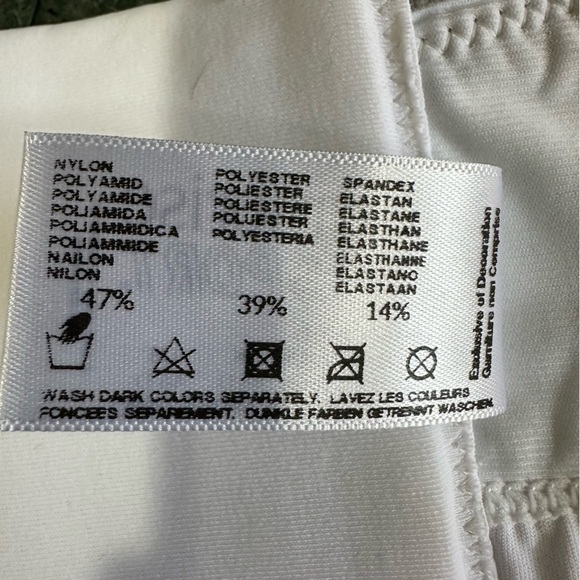 NYLON
POLYAMID
POLYAMIDE
POLIAMIDA
POLIAMMIDICA
POLIAMMIDE
NAILON
NILON
47%
POLYESTER
POLIESTER
POLIESTERE
POLUESTER
POLYESTERIA
39%
SPANDEX
ELASTAN
ELASTANE
ELASTHAN
ELASTHANE
ELASTHANNE
ELASTANO
ELASTAAN
14%
Exclusive of Decoration
Garniture non Comprise
WASH DARK COLORS SEPARATELY. LAVEZ LES COULEURS
FONCEES SEPAREMENT. DUNKLE FARBEN GETRENNT WASCHEN.